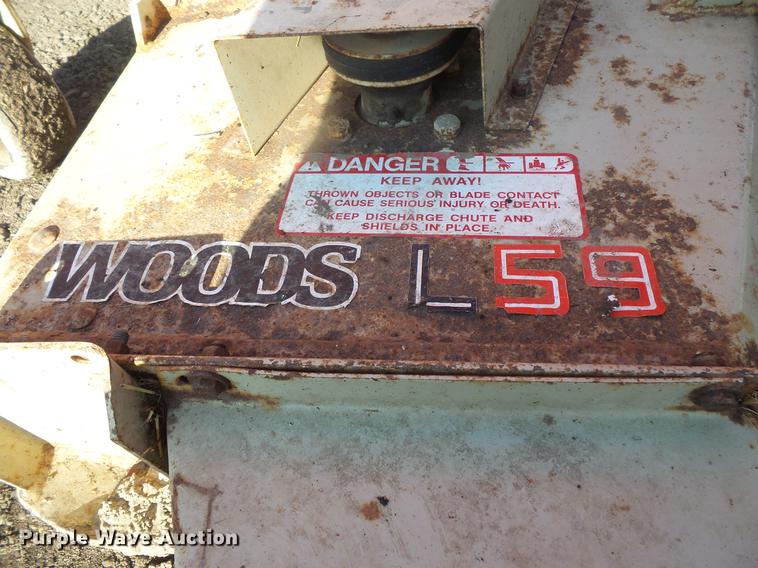 DANGER
KEEP AWAY!
THROWN OBJECTS OR BLADE CONTACT
CAN CAUSE SERIOUS INJURY OR DEATH.
KEEP DISCHARGE CHUTE AND
SHIELDS IN PLACE.
WOODS L59
Purple Wave Auction